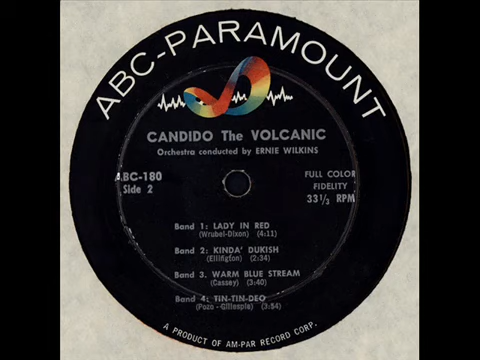 ABC-PARAMOUNT
CANDIDO The VOLCANIC
Orchestra conducted by ERNIE WILKINS
ABC-180
Side 2
FULL COLOR
FIDELITY
33 1/3 RPM
Band 1: LADY IN RED
(Wrubel-Dixon) (4:11)
Band 2: KINDA' DUKISH
(Ellington) (2:34)
Band 3. WARM BLUE STREAM
(Cassey) (3:40)
Band 4: TIN-TIN-DEO
(Pozo - Gillespie) (3:54)
A PRODUCT OF AM-PAR RECORD CORP.